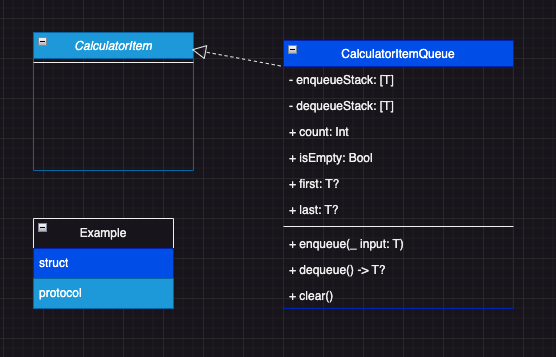 CalculatorItem
CalculatorItemQueue
- enqueueStack: [T]
- dequeueStack: [T]
+ count: Int
+ isEmpty: Bool
+ first: T?
+ last: T?
+ enqueue(_ input: T)
+ dequeue() -> T?
+ clear()
Example
struct
protocol